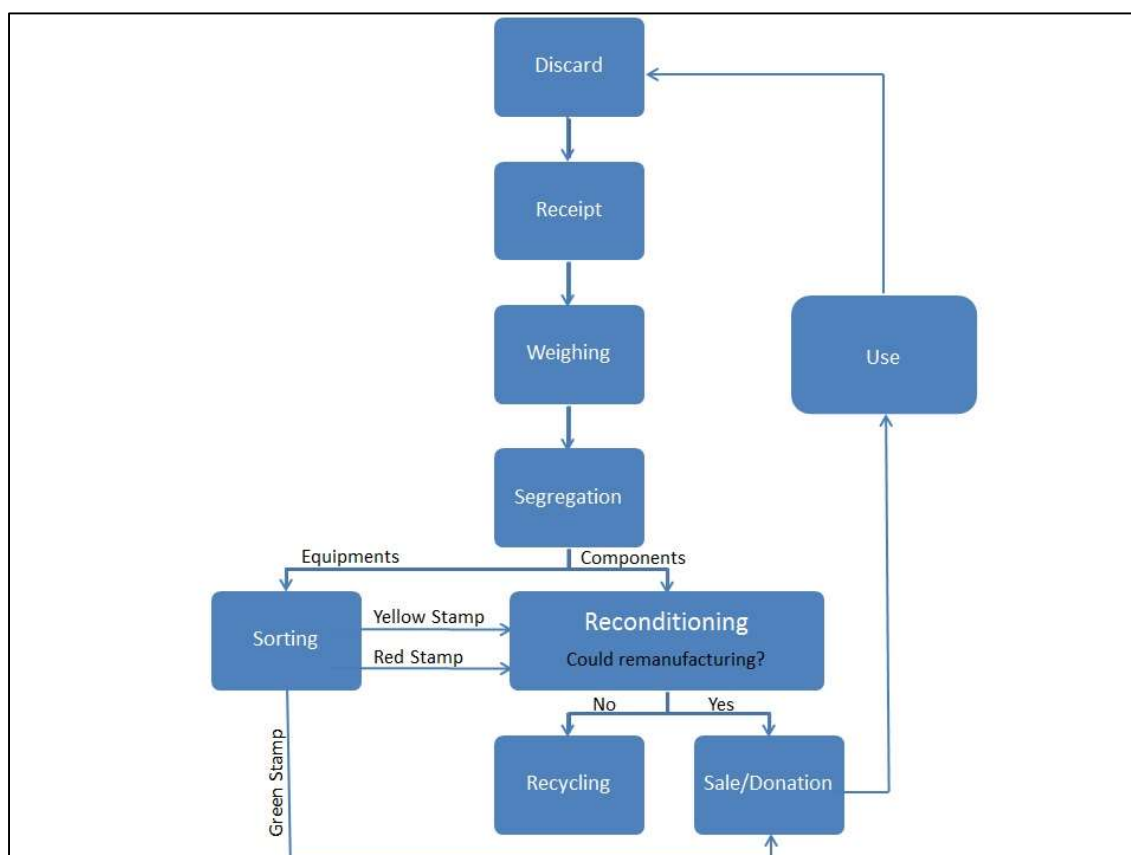 Discard
Receipt
Weighing
Use
Segregation
Equipments
Components
Sorting
Yellow Stamp
Red Stamp
Reconditioning
Could remanufacturing?
No
Yes
Green Stamp
Recycling
Sale/Donation